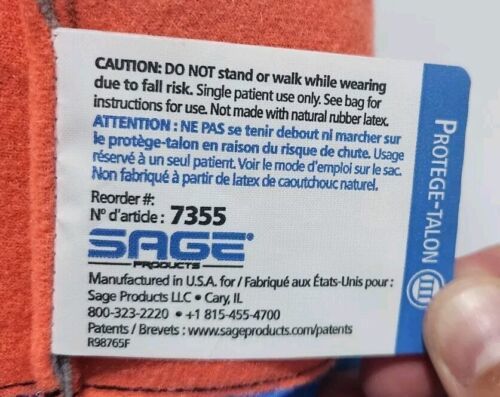 CAUTION: DO NOT stand or walk while wearing
due to fall risk. Single patient use only. See bag for
instructions for use. Not made with natural rubber latex.
ATTENTION : NE PAS se tenir debout ni marcher sur
le protège-talon en raison du risque de chute. Usage
réservé à un seul patient. Voir le mode d'emploi sur le sac.
Non fabriqué à partir de latex de caoutchouc naturel.
Reorder #:
N° d'article : 7355
SAGE
PRODUCTS
Manufactured in U.S.A. for / Fabriqué aux États-Unis pour :
Sage Products LLC • Cary, IL
800-323-2220 • +1 815-455-4700
Patents / Brevets : www.sageproducts.com/patents
R98765F
PROTEGE-TALON